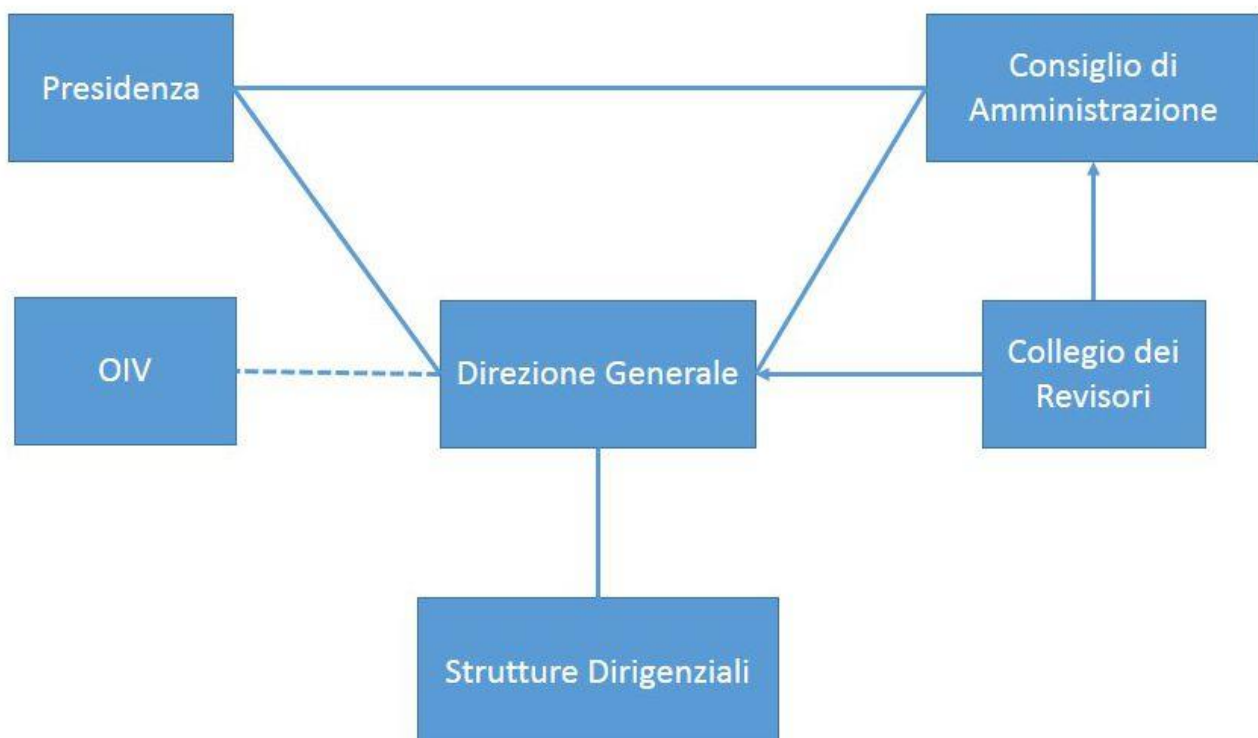 Presidenza
Consiglio di
Amministrazione
OIV
Direzione Generale
Collegio dei
Revisori
Strutture Dirigenziali